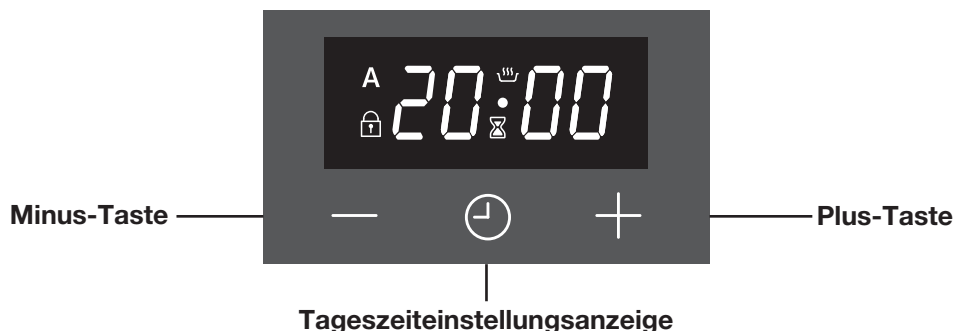 A 20:00
Minus-Taste
Plus-Taste
Tageszeiteinstellungsanzeige